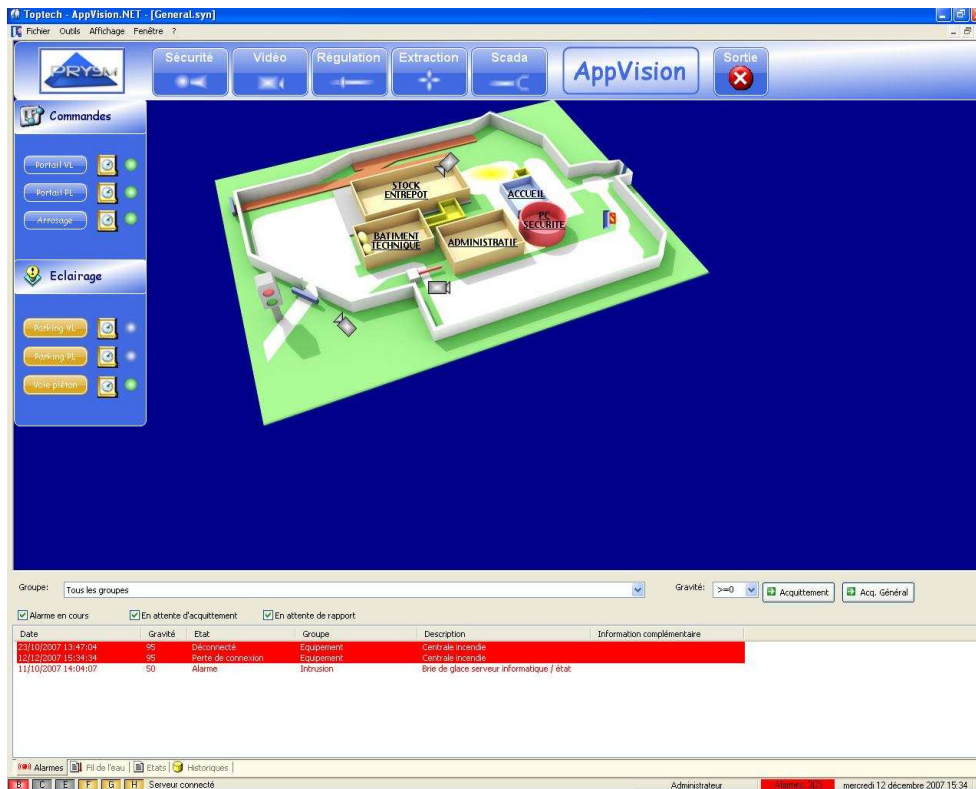 Toptech - AppVision.NET - [General.syn]
Fichier Outils Affichage Fenêtre ?
PRYSM
Sécurité
Vidéo
Régulation
Extraction
Scada
AppVision
Sortie
Commandes
Portail VL
Portail PL
Arrosage
Eclairage
Parking VL
Parking PL
Voie piéton
STOCK
ENTREPOT
ACCUEIL
PC
SECURITE
BATIMENT
TECHNIQUE
ADMINISTRATIF
Groupe: Tous les groupes Gravité: >=0 Acquittement Acq. Général
Alarme en cours En attente d'acquittement En attente de rapport
Date Gravité Etat Groupe Description Information complémentaire
23/10/2007 13:47:04 95 Déconnecté Equipement Centrale incendie
12/12/2007 15:34:34 95 Perte de connexion Equipement Centrale incendie
11/10/2007 14:04:07 50 Alarme Intrusion Brie de glace serveur informatique / état
Alarmes Fil de l'eau Etats Historiques
B C E F G H Serveur connecté Administrateur Alarmes mercredi 12 décembre 2007 15:34